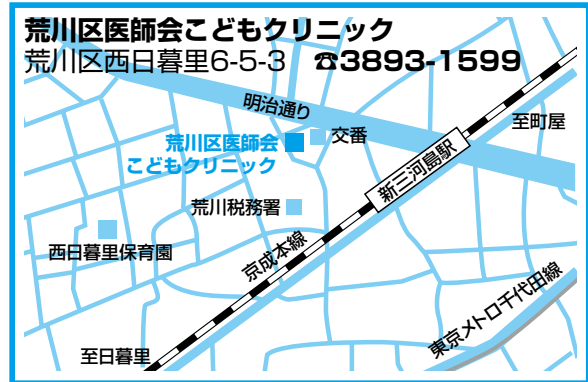 荒川区医師会こどもクリニック
荒川区西日暮里6-5-3 ☎3893-1599
明治通り
至町屋
荒川区医師会
こどもクリニック
交番
新三河島駅
荒川税務署
西日暮里保育園
京成本線
東京メトロ千代田線
至日暮里